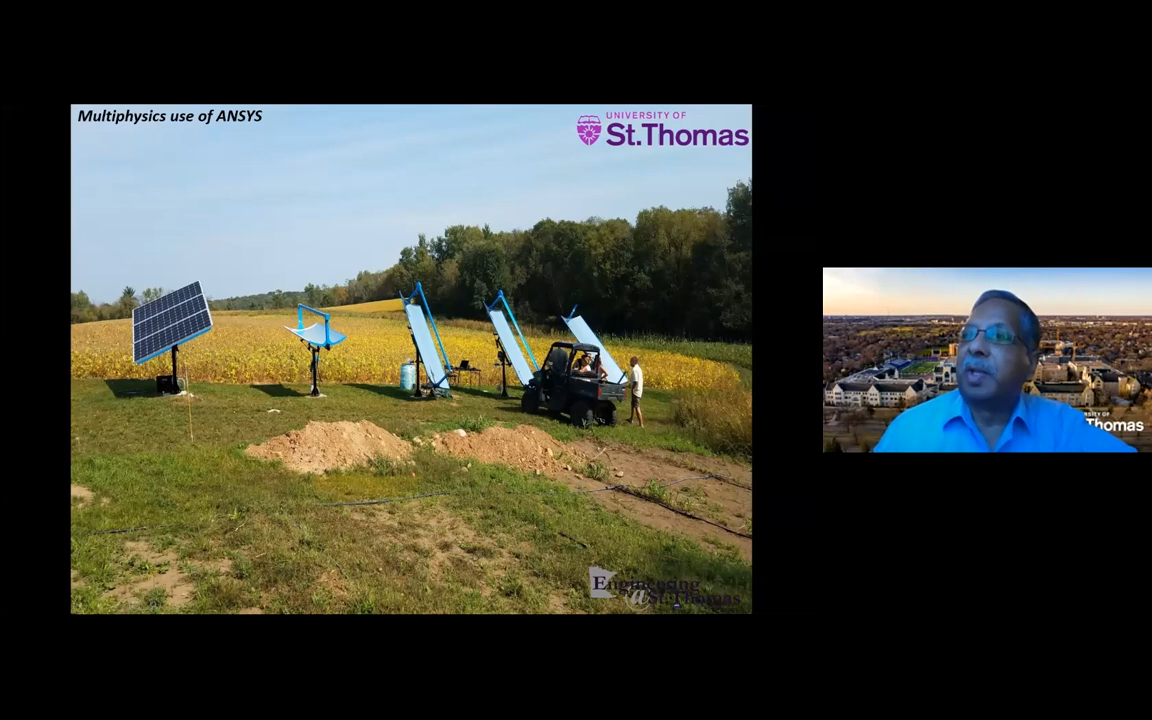 Multiphysics use of ANSYS
UNIVERSITY OF
St.Thomas
Engineering
@St.Thomas
Thomas